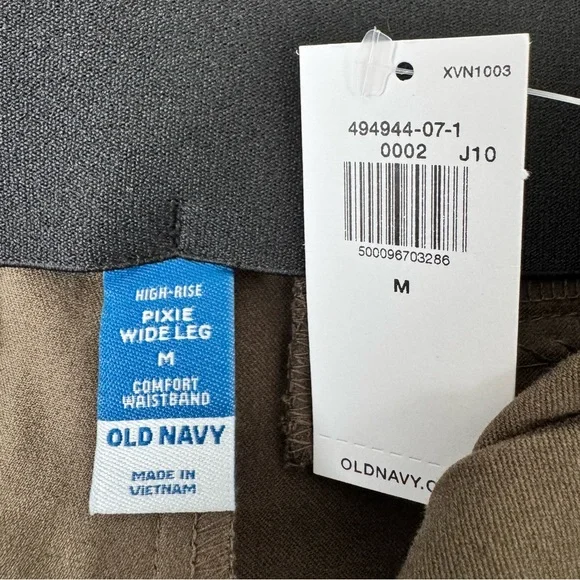 XVN1003
494944-07-1
0002 J10
500096703286
M
OLDNAVY.
HIGH-RISE
PIXIE
WIDE LEG
M
COMFORT
WAISTBAND
OLD NAVY
MADE IN
VIETNAM